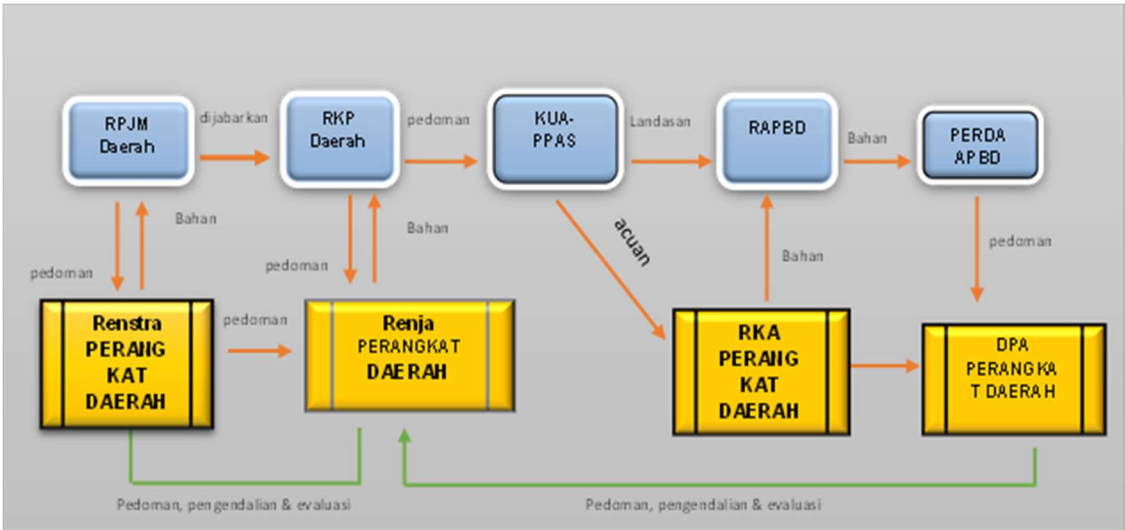 RPJM
Daerah
dijabarkan
RKP
Daerah
pedoman
KUA-
PPAS
Landasan
RAPBD
Bahan
PERDA
APBD
pedoman
Bahan
pedoman
Bahan
acuan
Bahan
pedoman
Renstra
PERANG
KAT
DAERAH
pedoman
Renja
PERANGKAT
DAERAH
RKA
PERANG
KAT
DAERAH
DPA
PERANGKA
T DAERAH
Pedoman, pengendalian & evaluasi
Pedoman, pengendalian & evaluasi